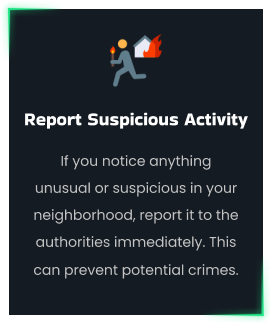 Report Suspicious Activity
If you notice anything
unusual or suspicious in your
neighborhood, report it to the
authorities immediately. This
can prevent potential crimes.